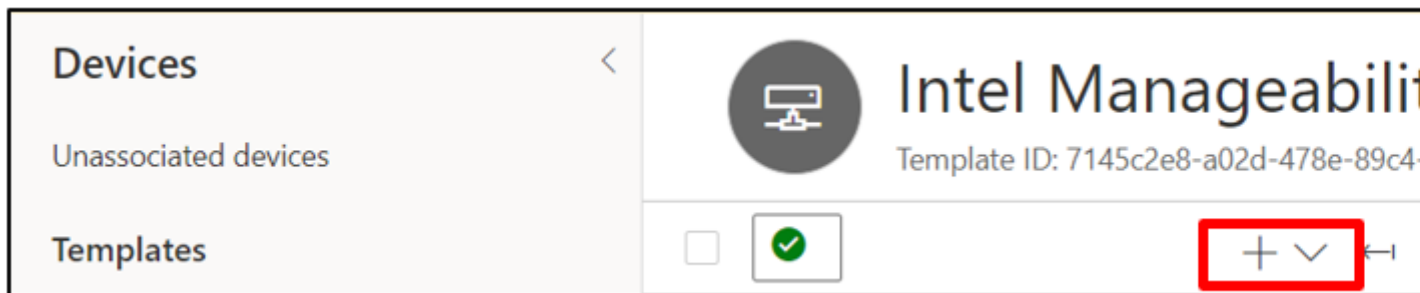 Devices
Unassociated devices
Templates
Intel Manageabilit
Template ID: 7145c2e8-a02d-478e-89c4-